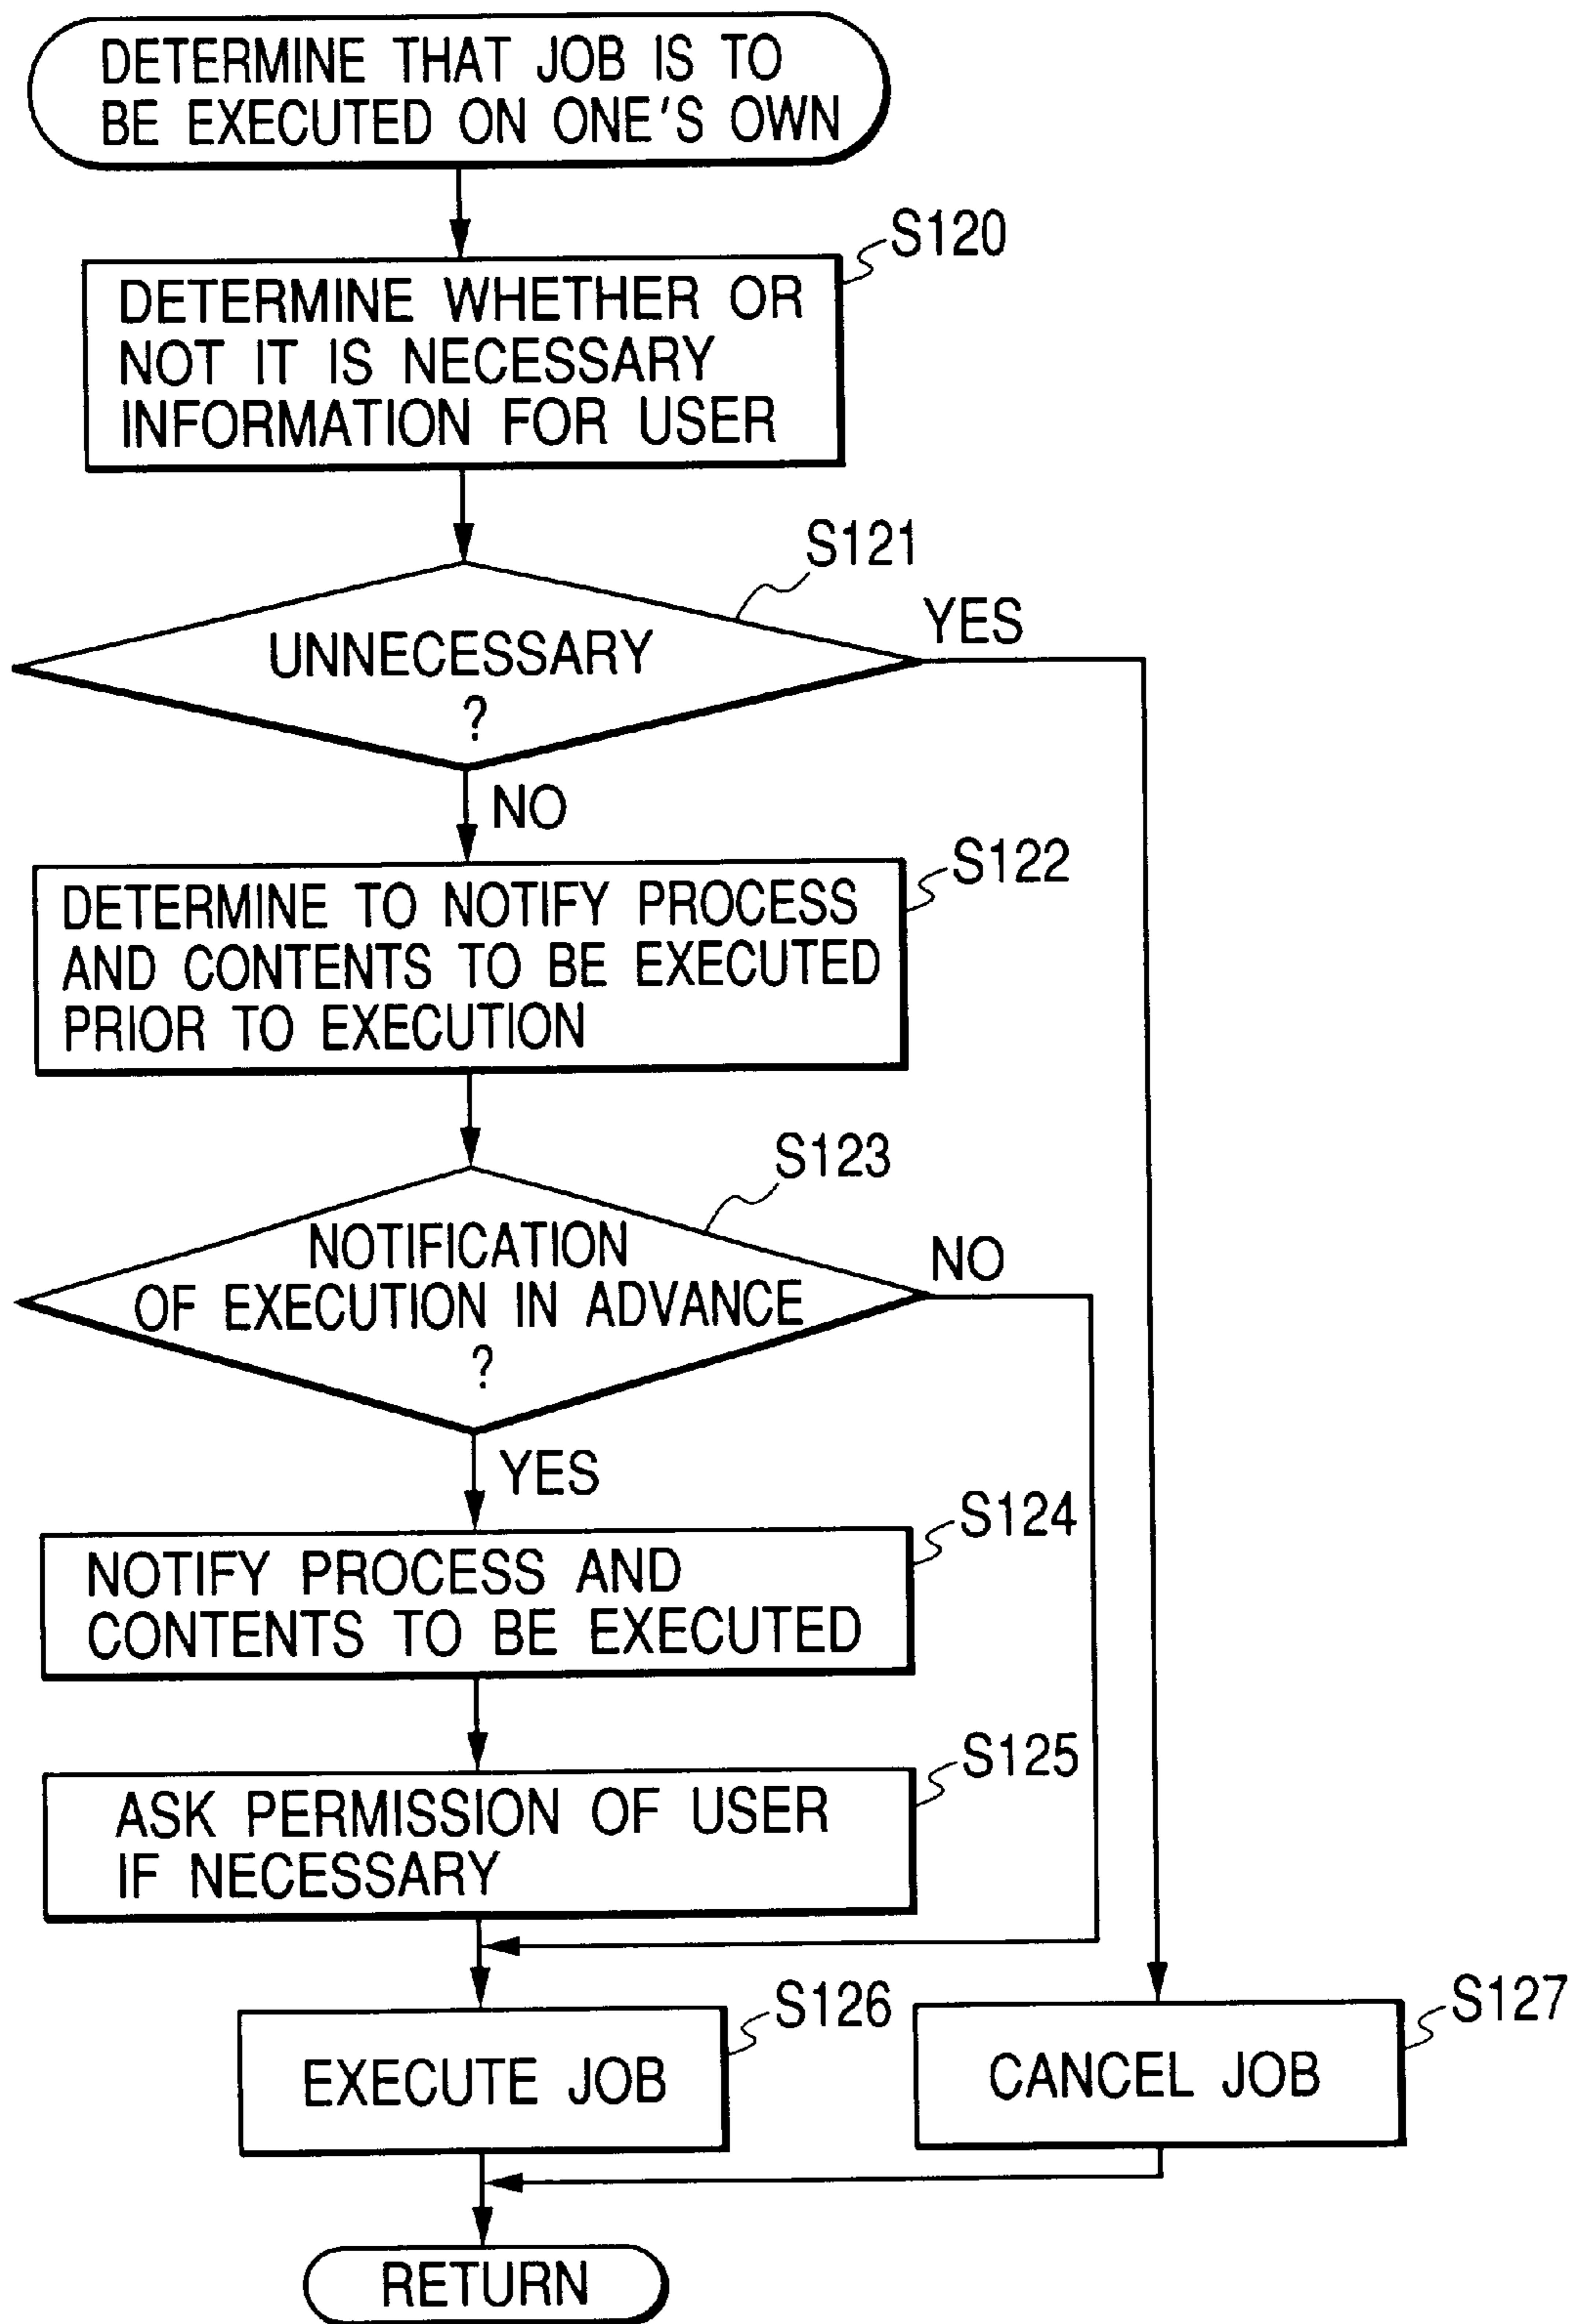 DETERMINE THAT JOB IS TO
BE EXECUTED ON ONE'S OWN
S120
DETERMINE WHETHER OR
NOT IT IS NECESSARY
INFORMATION FOR USER
S121
UNNECESSARY
?
YES
NO
S122
DETERMINE TO NOTIFY PROCESS
AND CONTENTS TO BE EXECUTED
PRIOR TO EXECUTION
S123
NOTIFICATION
OF EXECUTION IN ADVANCE
?
NO
YES
S124
NOTIFY PROCESS AND
CONTENTS TO BE EXECUTED
S125
ASK PERMISSION OF USER
IF NECESSARY
S126
EXECUTE JOB
S127
CANCEL JOB
RETURN